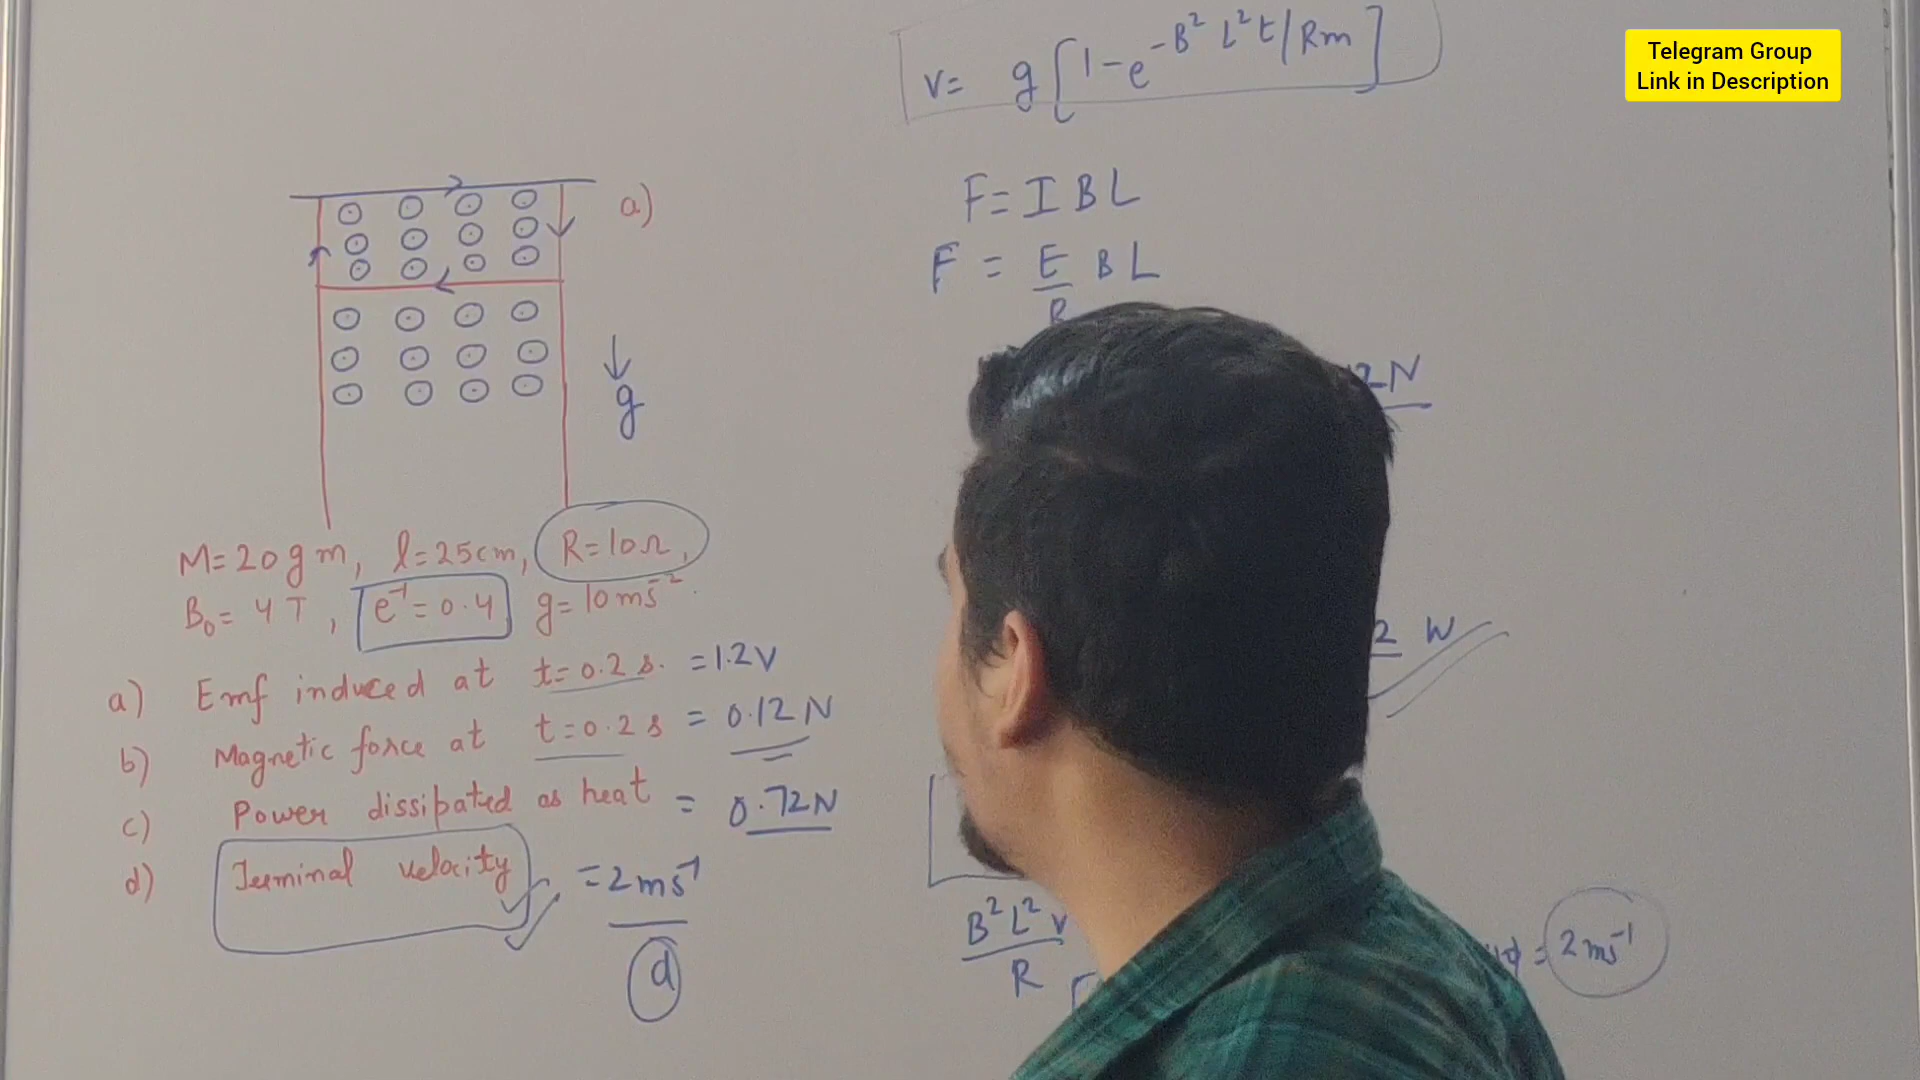 Telegram Group
Link in Description
v= g[1-e^{-B²L²t/Rm}]
a)
F=IBL
F = E/R BL
2N
g
M=20gm, l=25cm, R=10Ω,
B₀=4T, e⁻¹=0.4 g=10ms⁻².
a) Emf induced at t=0.2s. =1.2V
b) Magnetic force at t=0.2s = 0.12N
c) Power dissipated as heat = 0.72N
d) Terminal velocity =2ms⁻¹
d
2 W
B²L²v/R
= 2ms⁻¹